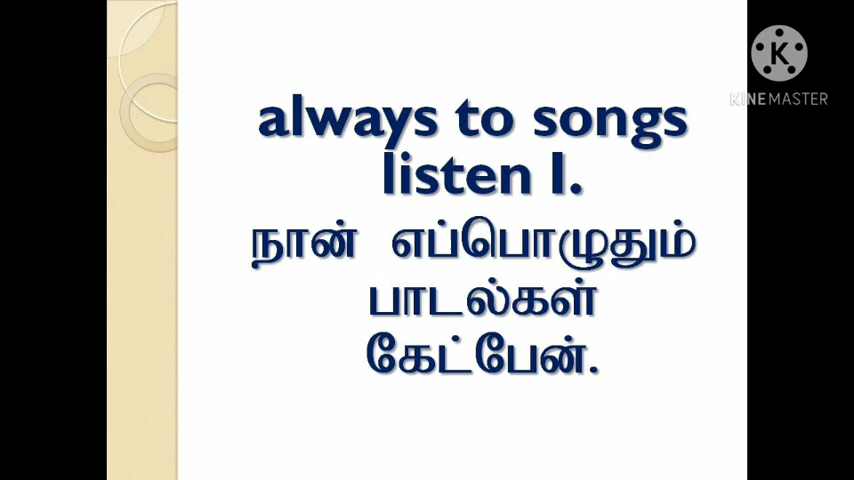 always to songs
listen I.
நான் எப்பொழுதும்
பாடல்கள்
கேட்பேன்.
K
KINEMASTER